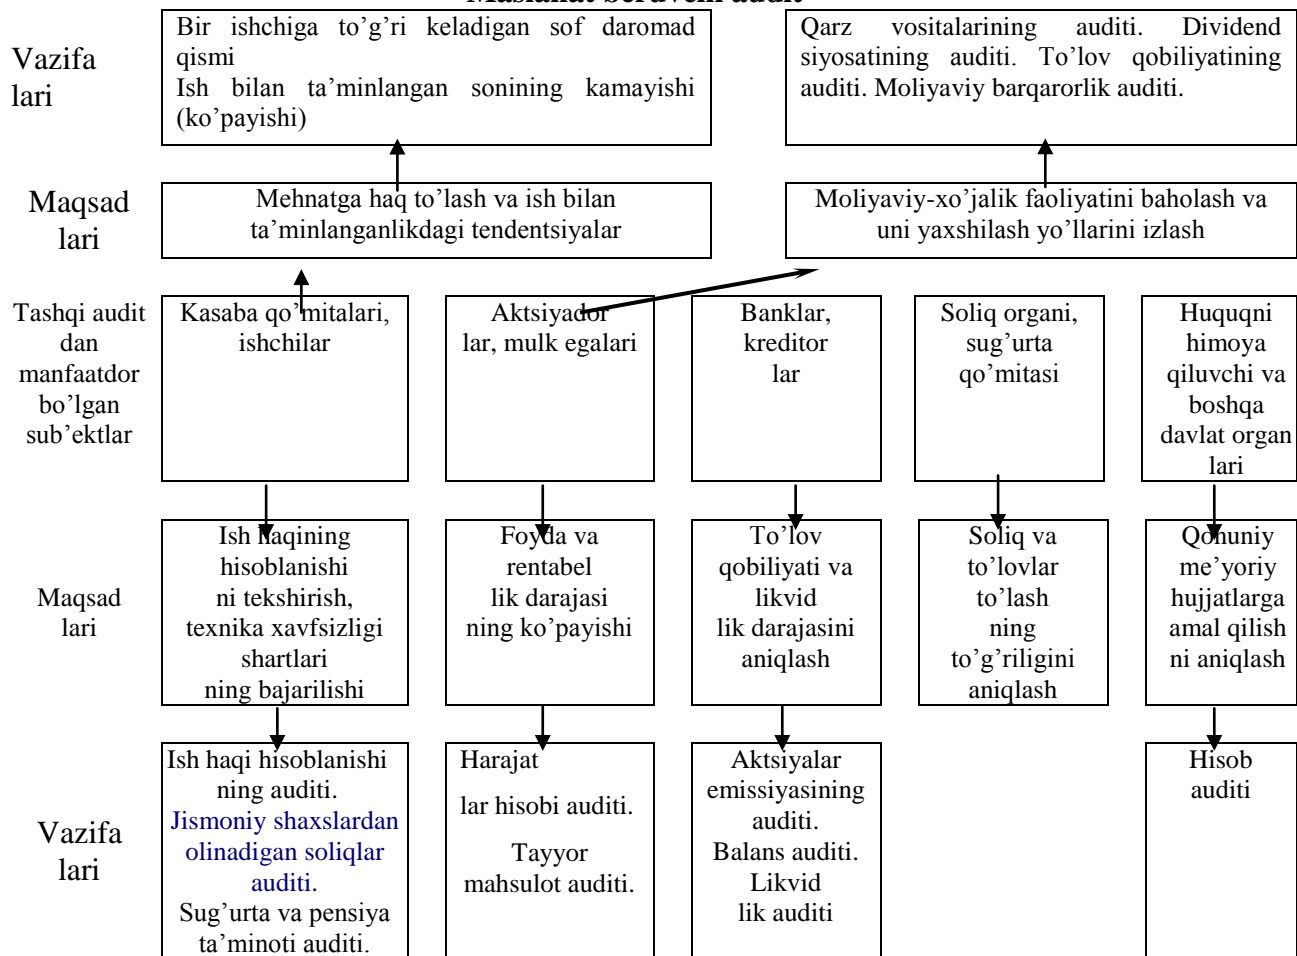 Maslahat beruvchi audit
Vazifa
lari
Bir ishchiga to’g’ri keladigan sof daromad
qismi
Ish bilan ta’minlangan sonining kamayishi
(ko’payishi)
Qarz vositalarining auditi. Dividend
siyosatining auditi. To’lov qobiliyatining
auditi. Moliyaviy barqarorlik auditi.
Maqsad
lari
Mehnatga haq to’lash va ish bilan
ta’minlanganlikdagi tendentsiyalar
Moliyaviy-xo’jalik faoliyatini baholash va
uni yaxshilash yo’llarini izlash
Tashqi audit
dan
manfaatdor
bo’lgan
sub’ektlar
Kasaba qo’mitalari,
ishchilar
Aktsiyador
lar, mulk egalari
Banklar,
kreditor
lar
Soliq organi,
sug’urta
qo’mitasi
Huquqni
himoya
qiluvchi va
boshqa
davlat organ
lari
Maqsad
lari
Ish haqining
hisoblanishi
ni tekshirish,
texnika xavfsizligi
shartlari
ning bajarilishi
Foyda va
rentabel
lik darajasi
ning ko’payishi
To’lov
qobiliyati va
likvid
lik darajasini
aniqlash
Soliq va
to’lovlar
to’lash
ning
to’g’riligini
aniqlash
Qonuniy
me’yoriy
hujjatlarga
amal qilish
ni aniqlash
Vazifa
lari
Ish haqi hisoblanishi
ning auditi.
Jismoniy shaxslardan
olinadigan soliqlar
auditi.
Sug’urta va pensiya
ta’minoti auditi.
Harajat
lar hisobi auditi.
Tayyor
mahsulot auditi.
Aktsiyalar
emissiyasining
auditi.
Balans auditi.
Likvid
lik auditi
Hisob
auditi